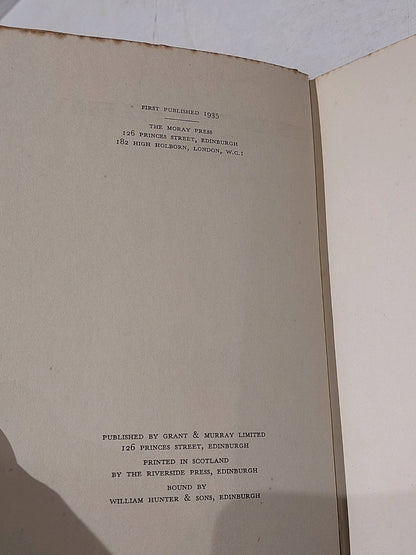 FIRST PUBLISHED 1935
THE MORAY PRESS
126 PRINCES STREET, EDINBURGH
182 HIGH HOLBORN, LONDON, W.C.1
PUBLISHED BY GRANT & MURRAY LIMITED
126 PRINCES STREET, EDINBURGH
PRINTED IN SCOTLAND
BY THE RIVERSIDE PRESS, EDINBURGH
BOUND BY
WILLIAM HUNTER & SONS, EDINBURGH